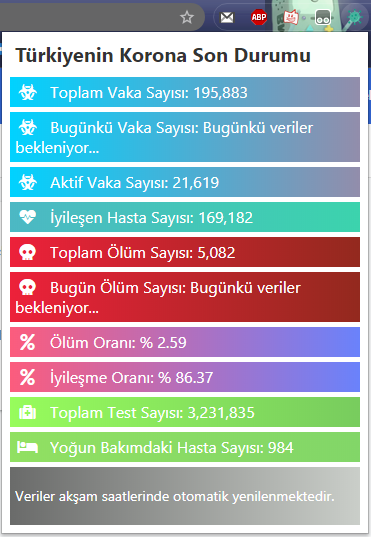 ABP
Türkiyenin Korona Son Durumu
Toplam Vaka Sayısı: 195,883
Bugünkü Vaka Sayısı: Bugünkü veriler
bekleniyor...
Aktif Vaka Sayısı: 21,619
İyileşen Hasta Sayısı: 169,182
Toplam Ölüm Sayısı: 5,082
Bugün Ölüm Sayısı: Bugünkü veriler
bekleniyor...
Ölüm Oranı: % 2.59
İyileşme Oranı: % 86.37
Toplam Test Sayısı: 3,231,835
Yoğun Bakımdaki Hasta Sayısı: 984
Veriler akşam saatlerinde otomatik yenilenmektedir.